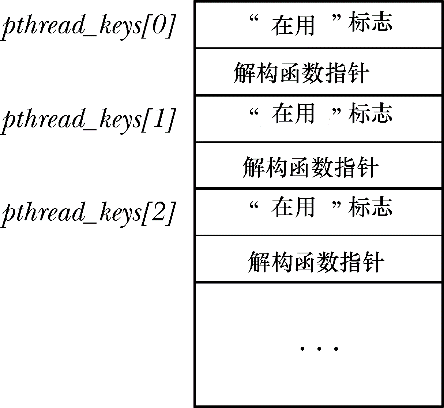 pthread_keys[0]
“在用”标志
解构函数指针
pthread_keys[1]
“在用”标志
解构函数指针
pthread_keys[2]
“在用”标志
解构函数指针
...